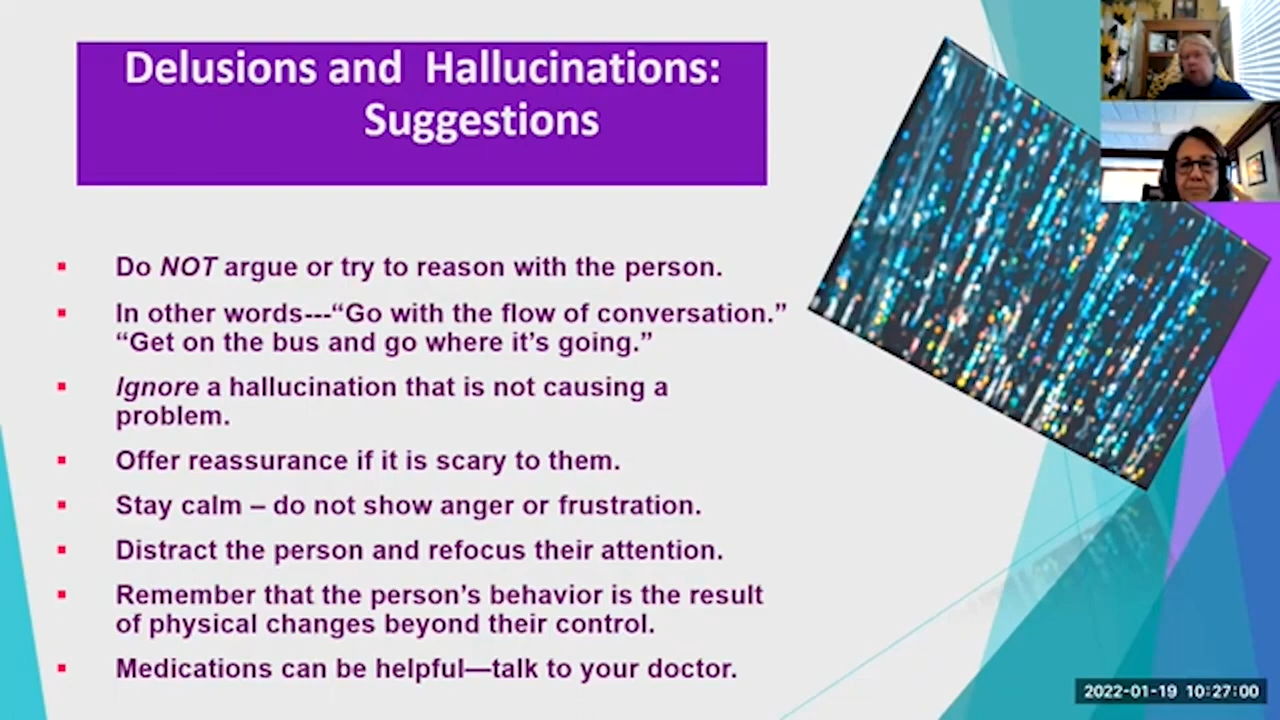 Delusions and Hallucinations:
Suggestions
Do NOT argue or try to reason with the person.
In other words---“Go with the flow of conversation.”
“Get on the bus and go where it’s going.”
Ignore a hallucination that is not causing a
problem.
Offer reassurance if it is scary to them.
Stay calm – do not show anger or frustration.
Distract the person and refocus their attention.
Remember that the person’s behavior is the result
of physical changes beyond their control.
Medications can be helpful—talk to your doctor.
2022-01-19 10:27:00